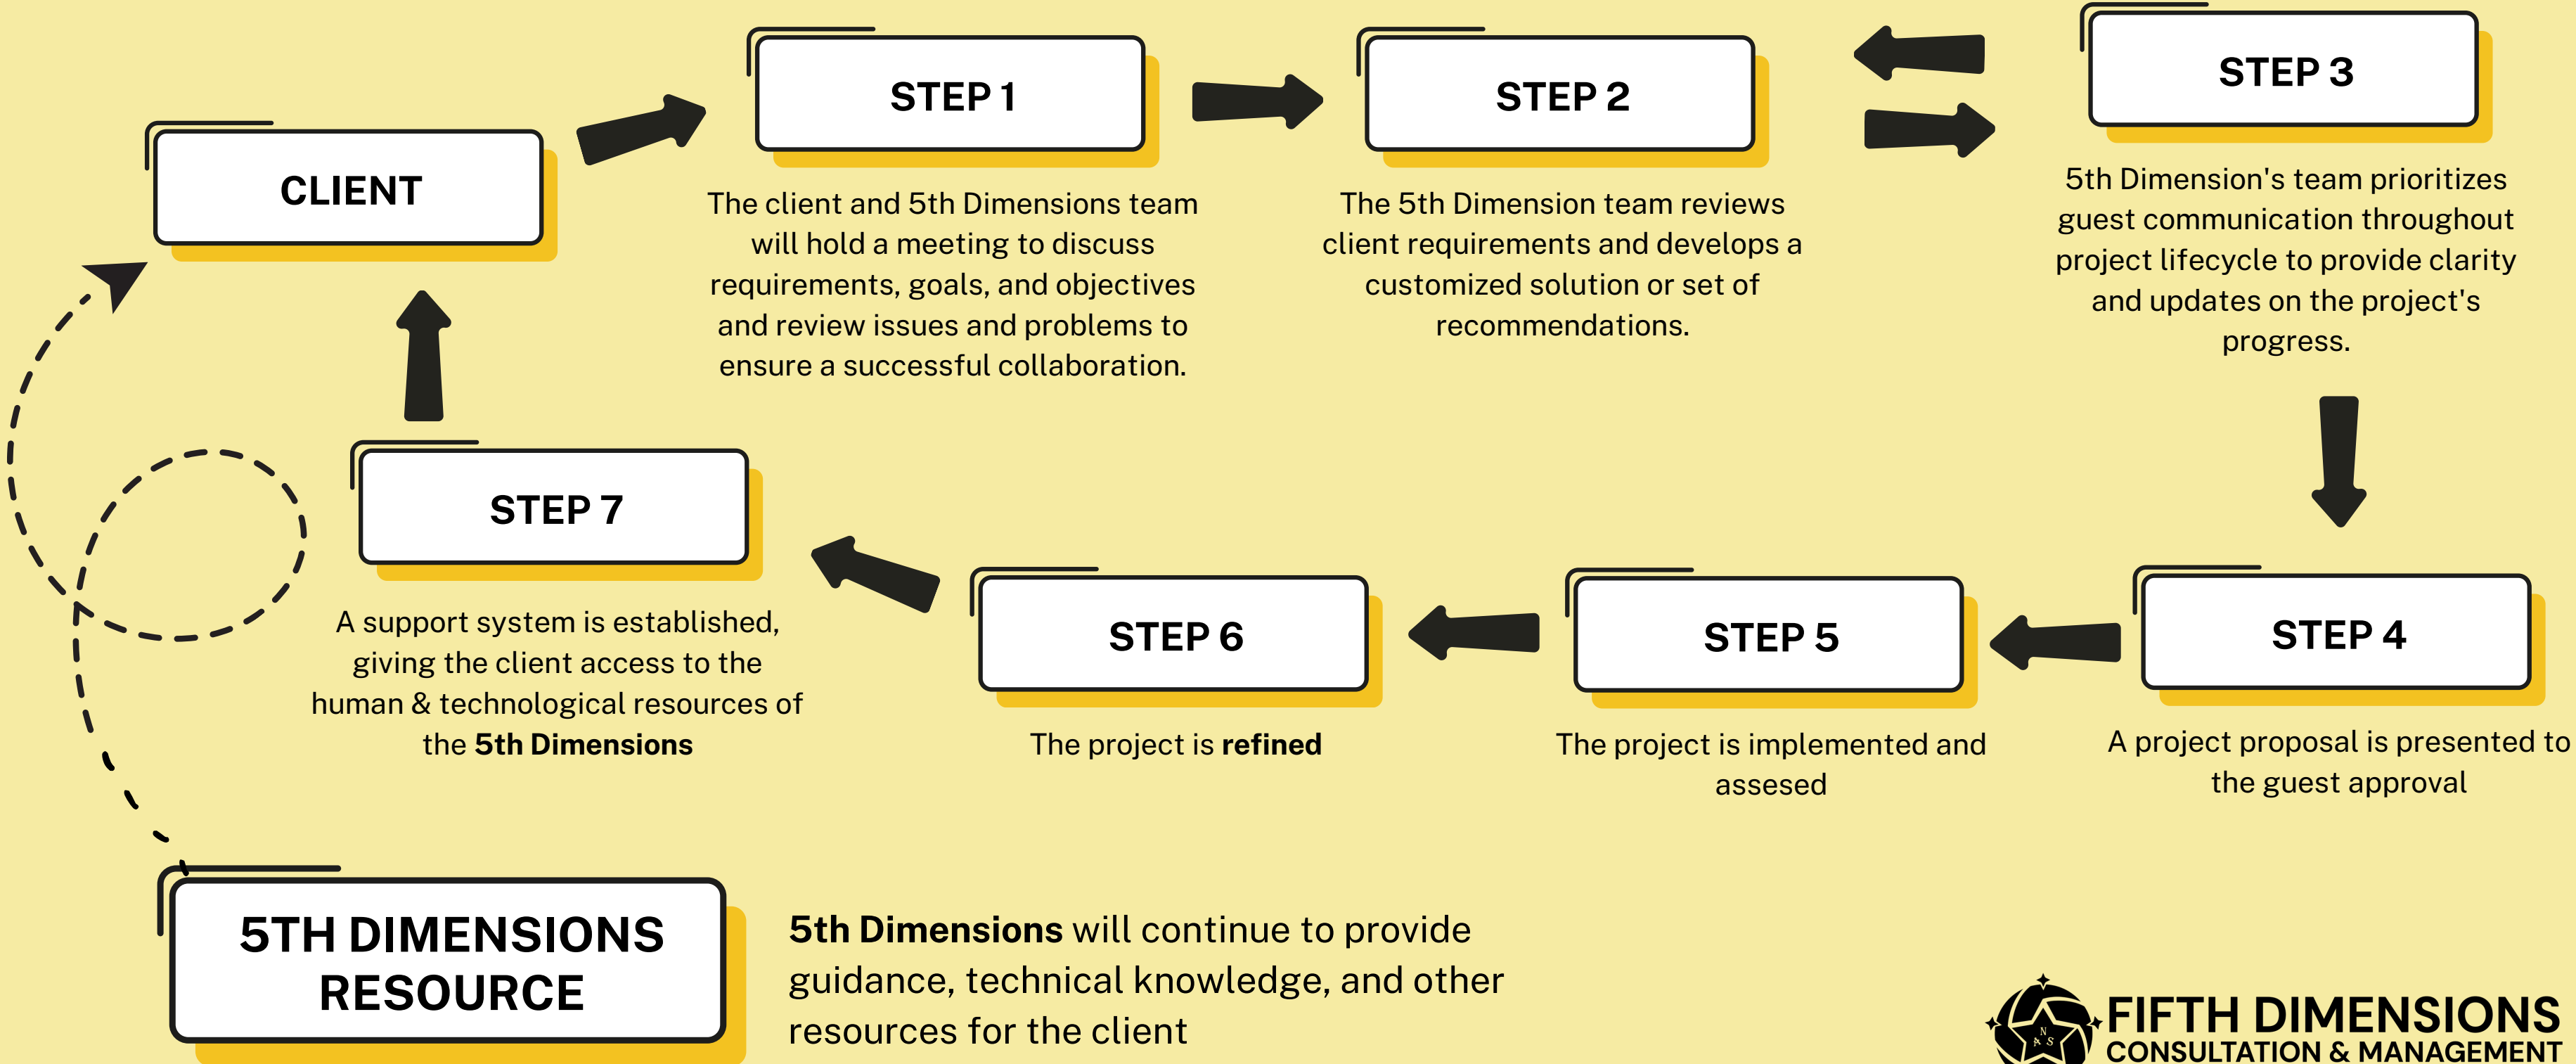 CLIENT
STEP 1
The client and 5th Dimensions team
will hold a meeting to discuss
requirements, goals, and objectives
and review issues and problems to
ensure a successful collaboration.
STEP 2
The 5th Dimension team reviews
client requirements and develops a
customized solution or set of
recommendations.
STEP 3
5th Dimension's team prioritizes
guest communication throughout
project lifecycle to provide clarity
and updates on the project's
progress.
STEP 4
A project proposal is presented to
the guest approval
STEP 5
The project is implemented and
assesed
STEP 6
The project is refined
STEP 7
A support system is established,
giving the client access to the
human & technological resources of
the 5th Dimensions
5TH DIMENSIONS
RESOURCE
5th Dimensions will continue to provide
guidance, technical knowledge, and other
resources for the client
N
A S
FIFTH DIMENSIONS
CONSULTATION & MANAGEMENT